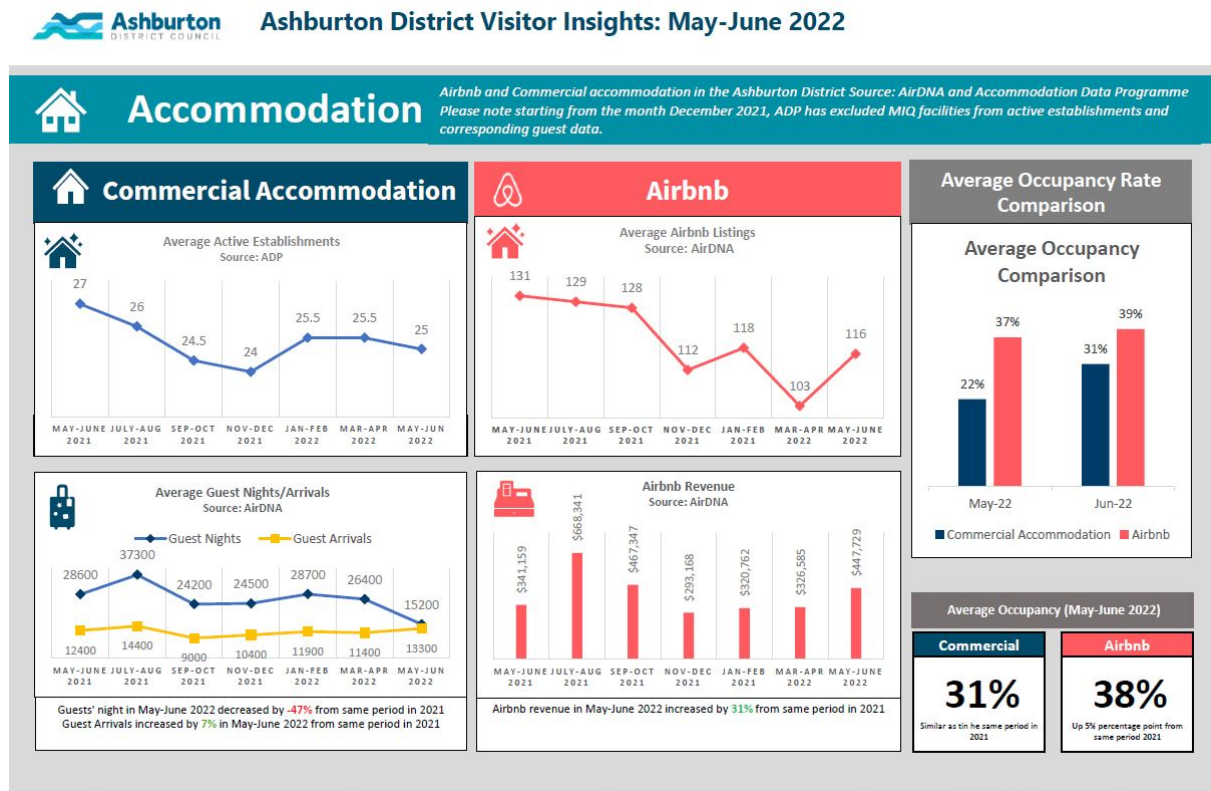 Ashburton
DISTRICT COUNCIL
Ashburton District Visitor Insights: May-June 2022
Accommodation
Airbnb and Commercial accommodation in the Ashburton District Source: AirDNA and Accommodation Data Programme
Please note starting from the month December 2021, ADP has excluded MIQ facilities from active establishments and
corresponding guest data.
Commercial Accommodation
Average Active Establishments
Source: ADP
27
26
24.5
24
25.5
25.5
25
MAY-JUNE JULY-AUG SEP-OCT NOV-DEC JAN-FEB MAR-APR MAY-JUN
2021 2021 2021 2021 2022 2022 2022
Average Guest Nights/Arrivals
Source: AirDNA
Guest Nights Guest Arrivals
28600
37300
24200
24500
28700
26400
15200
12400
14400
9000
10400
11900
11400
13300
MAY-JUNE JULY-AUG SEP-OCT NOV-DEC JAN-FEB MAR-APR MAY-JUN
2021 2021 2021 2021 2022 2022 2022
Guests' night in May-June 2022 decreased by -47% from same period in 2021
Guest Arrivals increased by 7% in May-June 2022 from same period in 2021
Airbnb
Average Airbnb Listings
Source: AirDNA
131
129
128
112
118
103
116
MAY-JUNE JULY-AUG SEP-OCT NOV-DEC JAN-FEB MAR-APR MAY-JUNE
2021 2021 2021 2021 2022 2022 2022
Airbnb Revenue
Source: AirDNA
$341,159
$668,341
$467,347
$293,168
$320,762
$326,585
$447,729
MAY-JUNE JULY-AUG SEP-OCT NOV-DEC JAN-FEB MAR-APR MAY-JUNE
2021 2021 2021 2021 2022 2022 2022
Airbnb revenue in May-June 2022 increased by 31% from same period in 2021
Average Occupancy Rate
Comparison
Average Occupancy
Comparison
22%
37%
31%
39%
May-22 Jun-22
Commercial Accommodation Airbnb
Average Occupancy (May-June 2022)
Commercial
31%
Similar as tin he same period in
2021
Airbnb
38%
Up 5% percentage point from
same period 2021